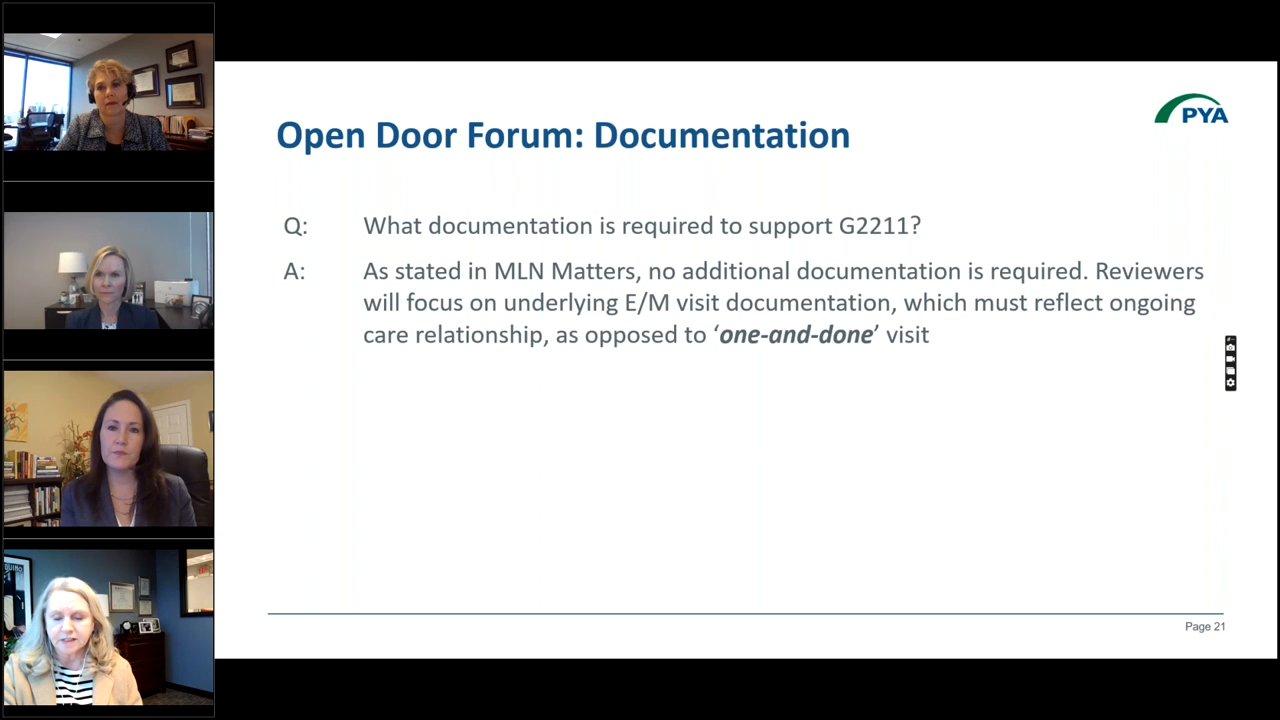 PYA
Open Door Forum: Documentation
Q: What documentation is required to support G2211?
A: As stated in MLN Matters, no additional documentation is required. Reviewers
will focus on underlying E/M visit documentation, which must reflect ongoing
care relationship, as opposed to ‘one-and-done’ visit
Page 21